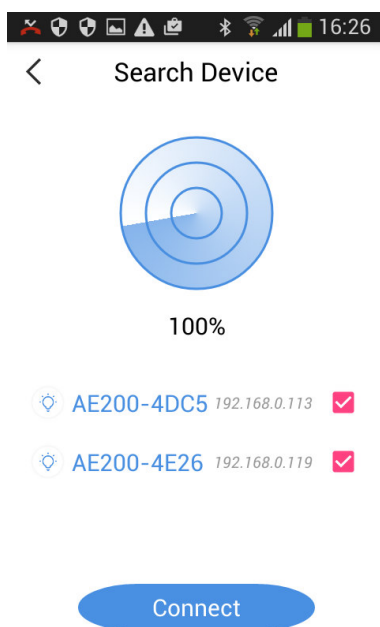 16:26
Search Device
100%
AE200-4DC5 192.168.0.113
AE200-4E26 192.168.0.119
Connect